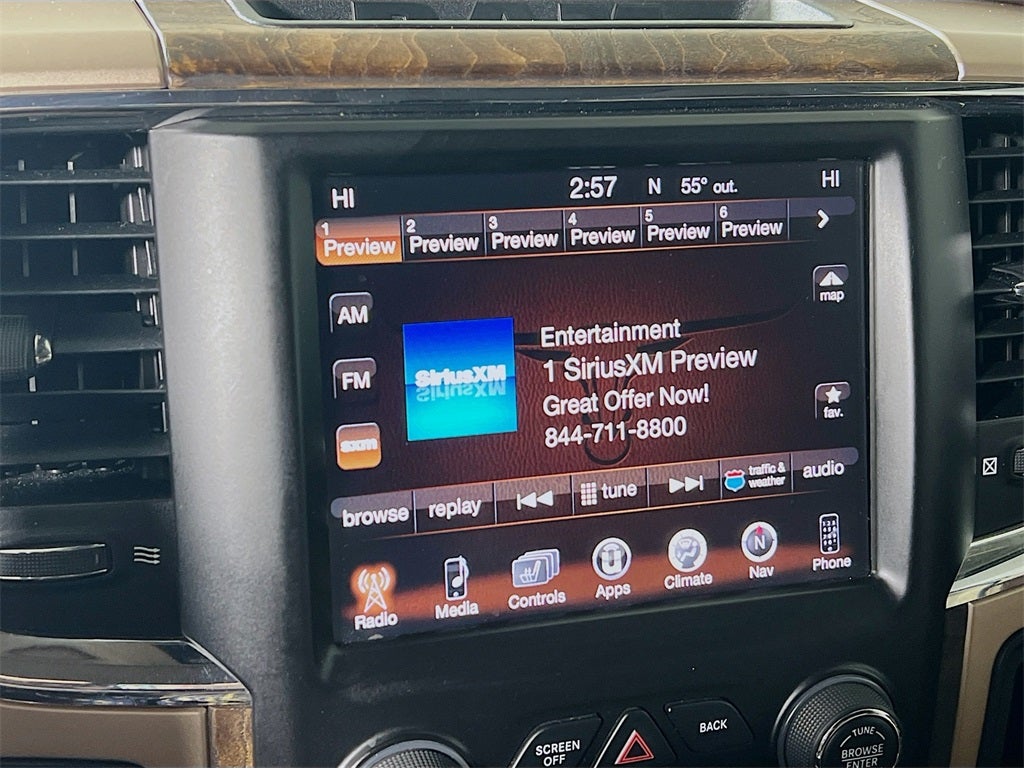 HI 2:57 N 55° out. HI
1 Preview 2 Preview 3 Preview 4 Preview 5 Preview 6 Preview
AM
FM
sxm
SiriusXM
Entertainment
1 SiriusXM Preview
Great Offer Now!
844-711-8800
map
fav.
browse replay tune traffic & weather audio
Radio Media Controls Apps Climate N Nav Phone
SCREEN
OFF
BACK
TUNE
BROWSE
ENTER